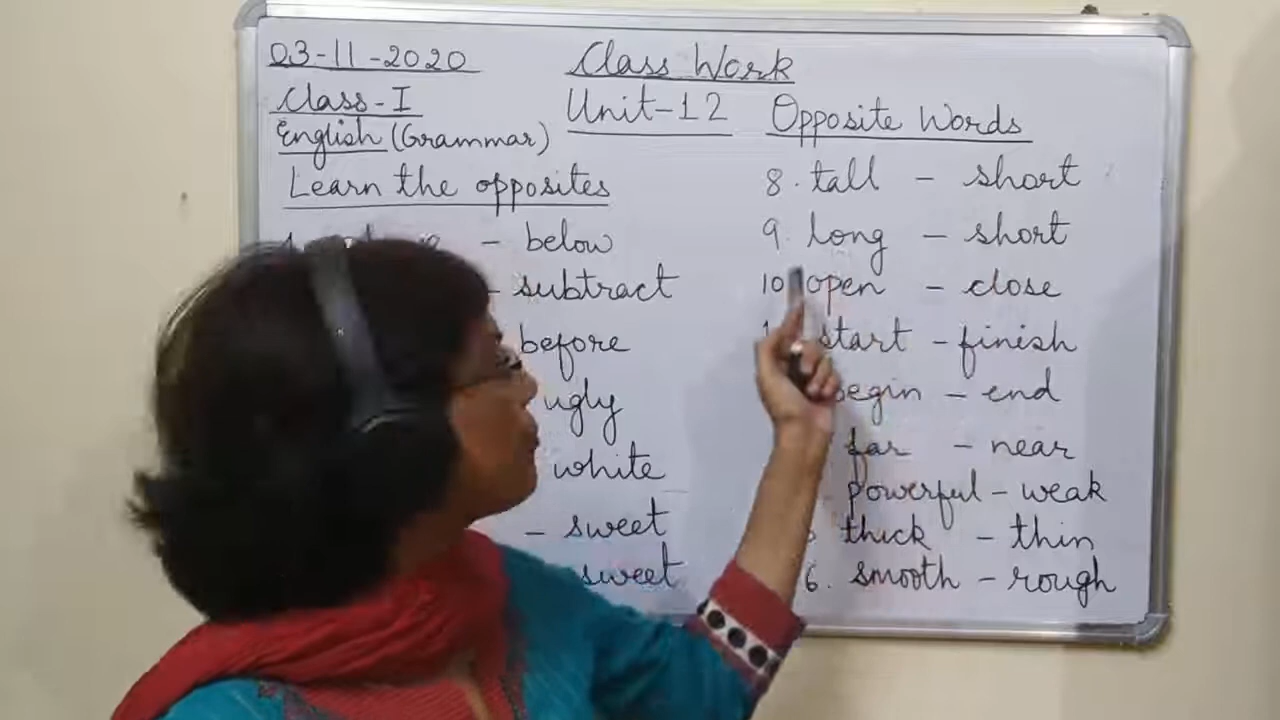 03-11-2020
Class Work
Class-I
Unit-12
Opposite Words
English (Grammar)
Learn the opposites
- below
- subtract
before
ugly
white
- sweet
sweet
8. tall - short
9. long - short
10 open - close
start - finish
begin - end
far - near
powerful - weak
thick - thin
6. smooth - rough